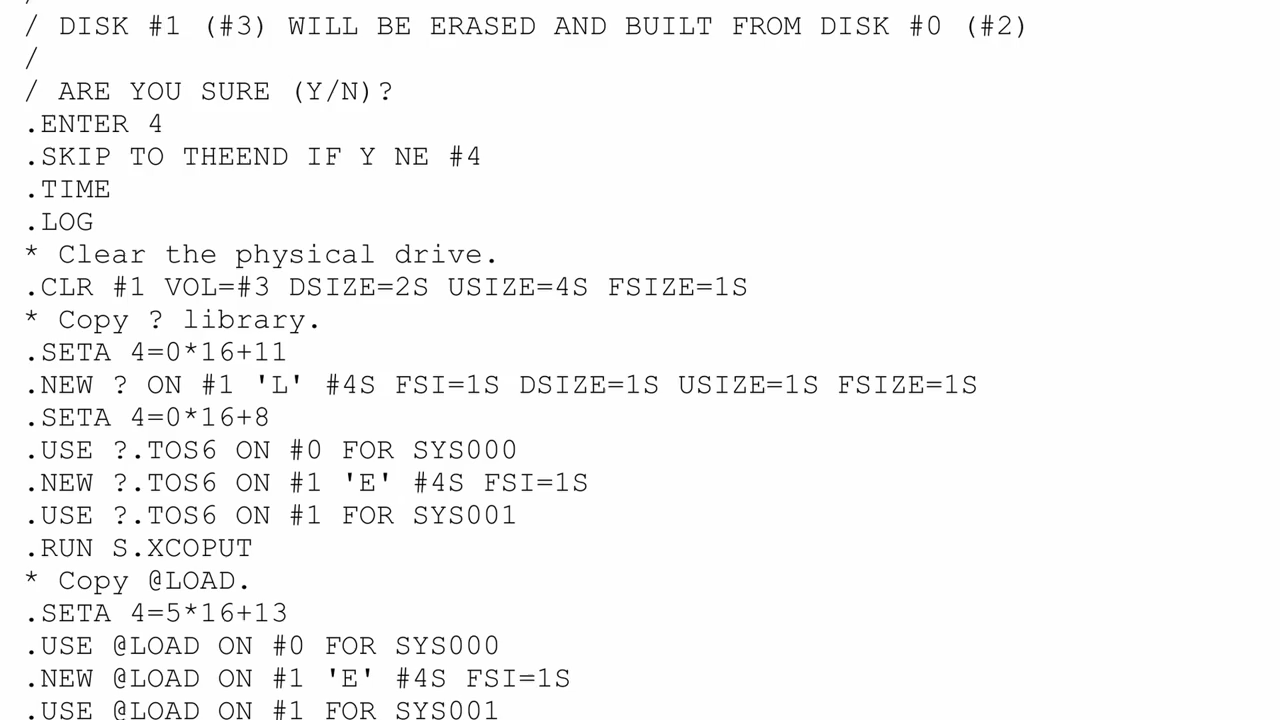 /
/ DISK #1 (#3) WILL BE ERASED AND BUILT FROM DISK #0 (#2)
/
/ ARE YOU SURE (Y/N)?
.ENTER 4
.SKIP TO THEEND IF Y NE #4
.TIME
.LOG
* Clear the physical drive.
.CLR #1 VOL=#3 DSIZE=2S USIZE=4S FSIZE=1S
* Copy ? library.
.SETA 4=0*16+11
.NEW ? ON #1 'L' #4S FSI=1S DSIZE=1S USIZE=1S FSIZE=1S
.SETA 4=0*16+8
.USE ?.TOS6 ON #0 FOR SYS000
.NEW ?.TOS6 ON #1 'E' #4S FSI=1S
.USE ?.TOS6 ON #1 FOR SYS001
.RUN S.XCOPUT
* Copy @LOAD.
.SETA 4=5*16+13
.USE @LOAD ON #0 FOR SYS000
.NEW @LOAD ON #1 'E' #4S FSI=1S
.USE @LOAD ON #1 FOR SYS001